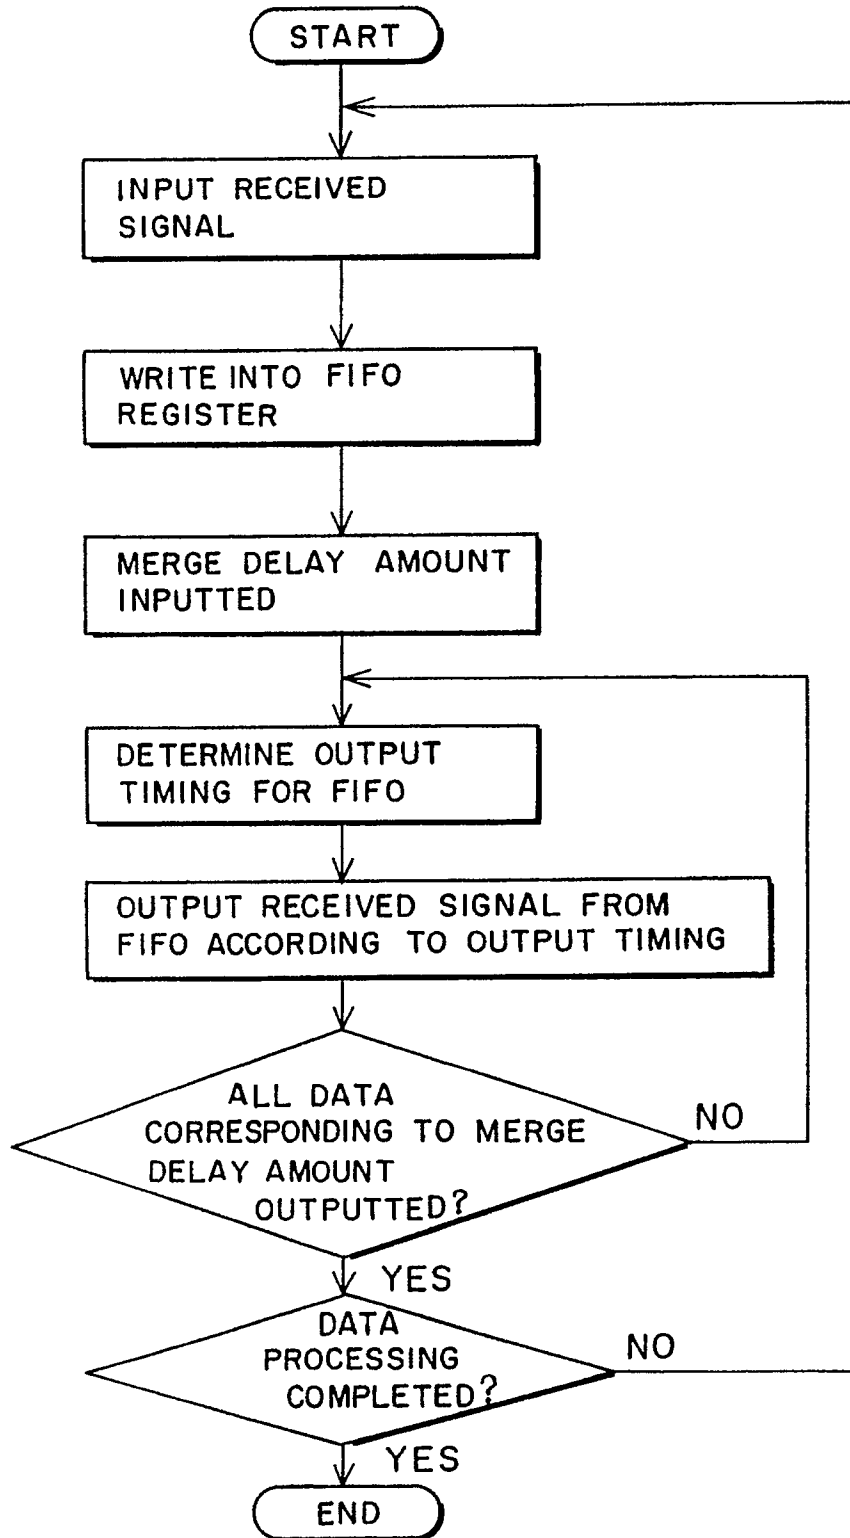 START
INPUT RECEIVED
SIGNAL
WRITE INTO FIFO
REGISTER
MERGE DELAY AMOUNT
INPUTTED
DETERMINE OUTPUT
TIMING FOR FIFO
OUTPUT RECEIVED SIGNAL FROM
FIFO ACCORDING TO OUTPUT TIMING
ALL DATA
CORRESPONDING TO MERGE
DELAY AMOUNT
OUTPUTTED?
NO
YES
DATA
PROCESSING
COMPLETED?
NO
YES
END